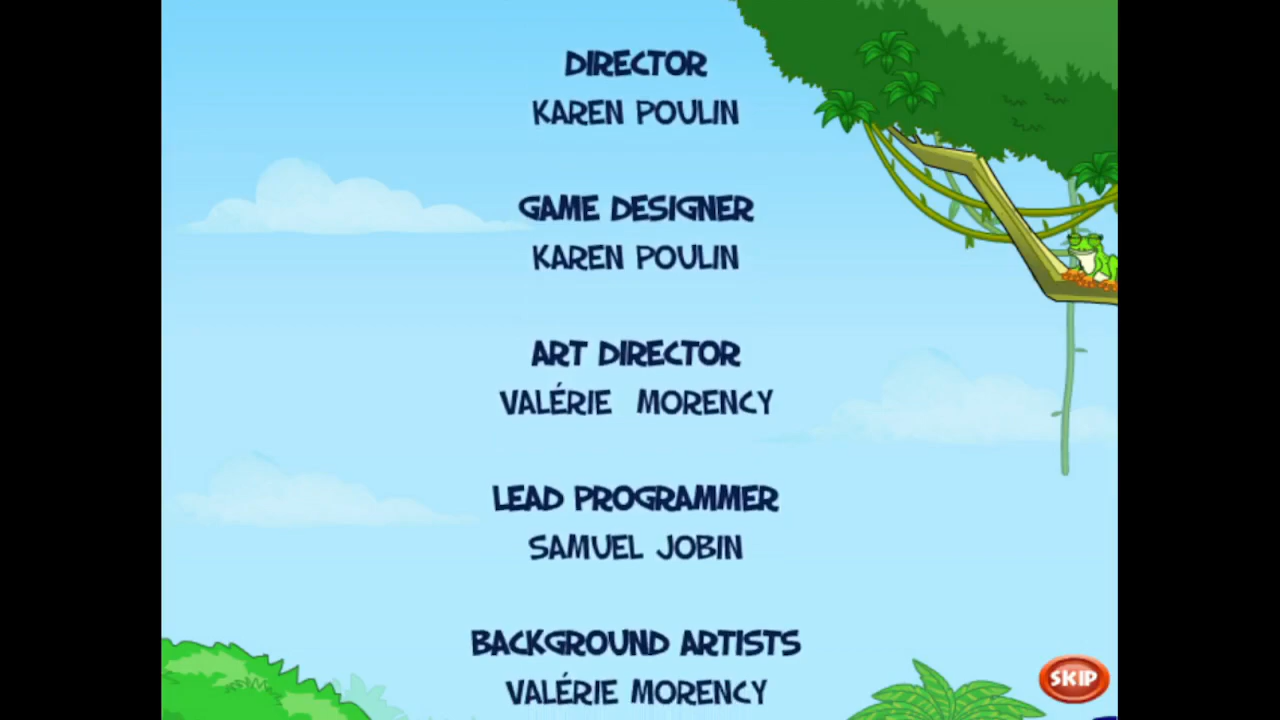 DIRECTOR
KAREN POULIN
GAME DESIGNER
KAREN POULIN
ART DIRECTOR
VALÉRIE MORENCY
LEAD PROGRAMMER
SAMUEL JOBIN
BACKGROUND ARTISTS
VALÉRIE MORENCY
SKIP